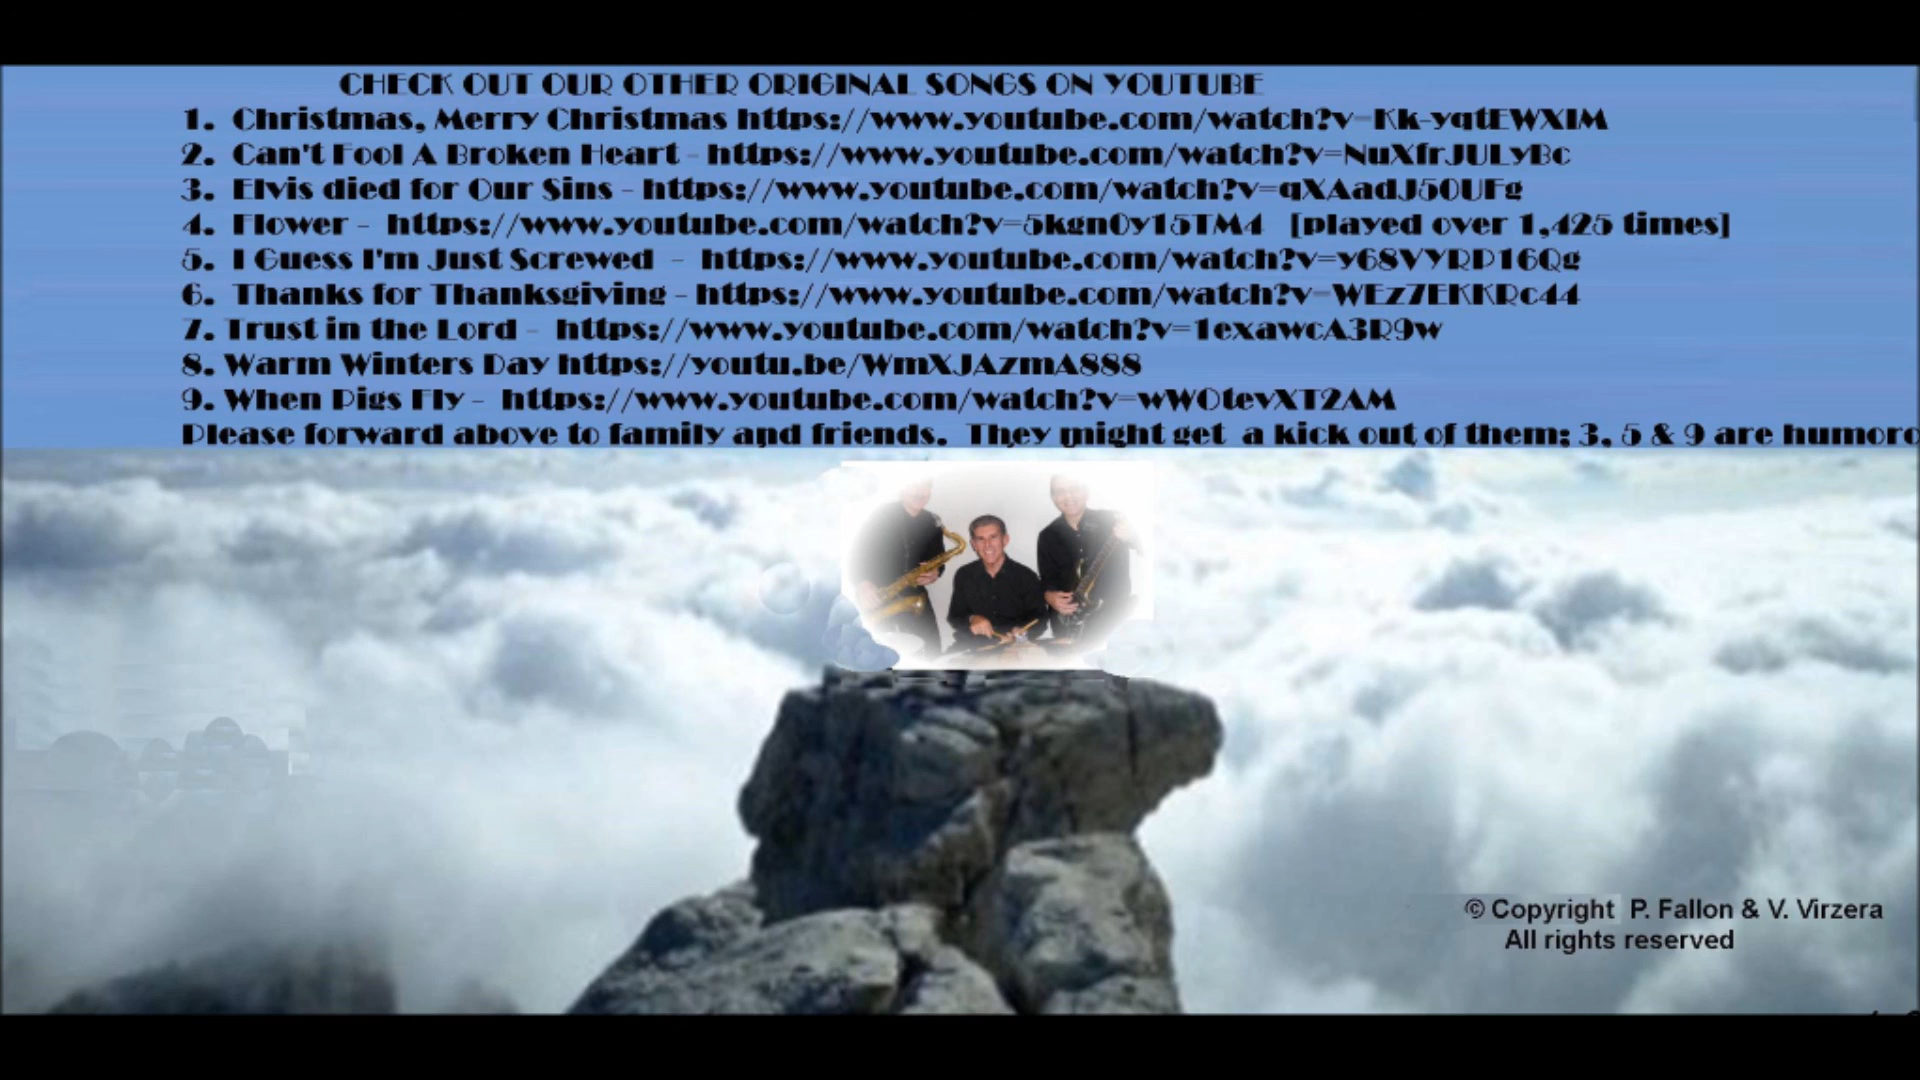 CHECK OUT OUR OTHER ORIGINAL SONGS ON YOUTUBE
1. Christmas, Merry Christmas https://www.youtube.com/watch?v=Kk-yqtEWXIM
2. Can't Fool A Broken Heart - https://www.youtube.com/watch?v=NuXfrJULyBc
3. Elvis died for Our Sins - https://www.youtube.com/watch?v=qXAadJ50UFg
4. Flower - https://www.youtube.com/watch?v=5kgn0y15TM4 [played over 1,425 times]
5. I Guess I'm Just Screwed - https://www.youtube.com/watch?v=y68VYRP16Qg
6. Thanks for Thanksgiving - https://www.youtube.com/watch?v=WEz7EKKRc44
7. Trust in the Lord - https://www.youtube.com/watch?v=1exawcA3R9w
8. Warm Winters Day https://youtu.be/WmXJAzmA888
9. When Pigs Fly - https://www.youtube.com/watch?v=wWOtevXT2AM
Please forward above to family and friends. They might get a kick out of them; 3, 5 & 9 are humoro
© Copyright P. Fallon & V. Virzera
All rights reserved